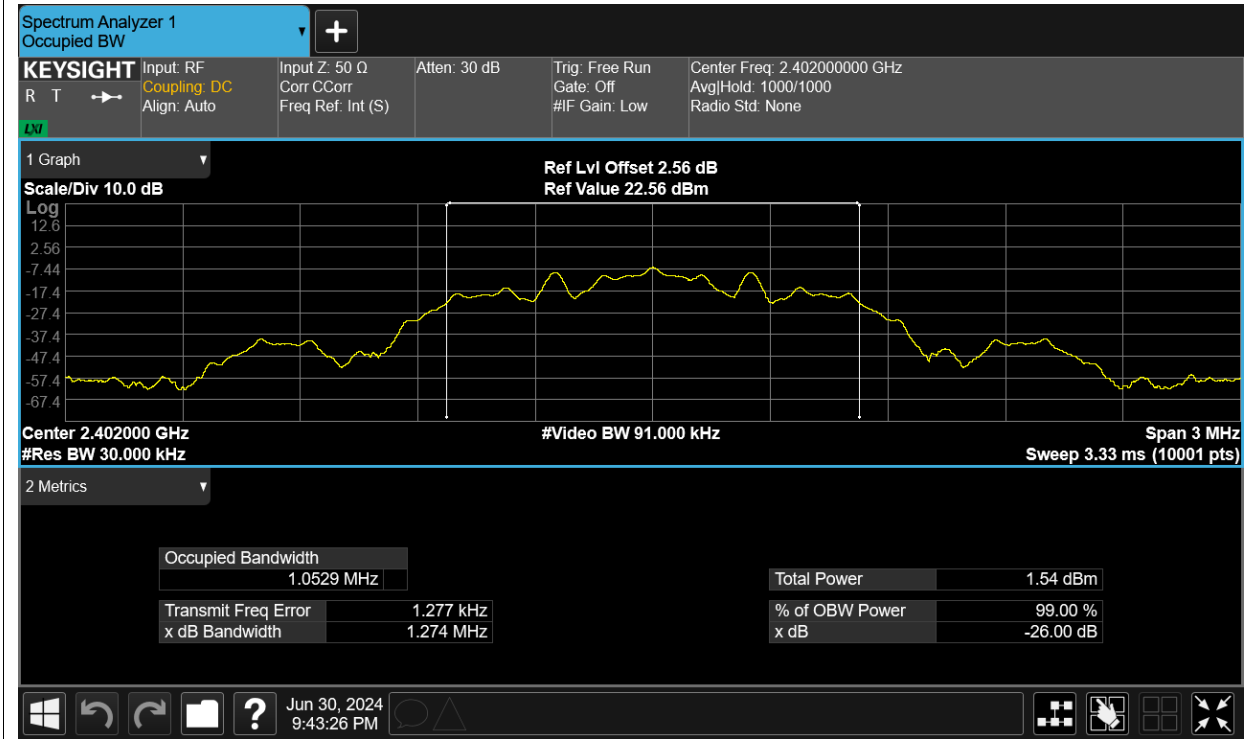 Spectrum Analyzer 1
Occupied BW
KEYSIGHT
R T
LXI
Input: RF
Coupling: DC
Align: Auto
Input Z: 50 Ω
Corr CCorr
Freq Ref: Int (S)
Atten: 30 dB
Trig: Free Run
Gate: Off
#IF Gain: Low
Center Freq: 2.402000000 GHz
Avg|Hold: 1000/1000
Radio Std: None
1 Graph
Scale/Div 10.0 dB
Ref Lvl Offset 2.56 dB
Ref Value 22.56 dBm
Log
12.6
2.56
-7.44
-17.4
-27.4
-37.4
-47.4
-57.4
-67.4
Center 2.402000 GHz
#Video BW 91.000 kHz
Span 3 MHz
#Res BW 30.000 kHz
Sweep 3.33 ms (10001 pts)
2 Metrics
Occupied Bandwidth
1.0529 MHz
Total Power 1.54 dBm
Transmit Freq Error 1.277 kHz
% of OBW Power 99.00 %
x dB Bandwidth 1.274 MHz
x dB -26.00 dB
?
Jun 30, 2024
9:43:26 PM